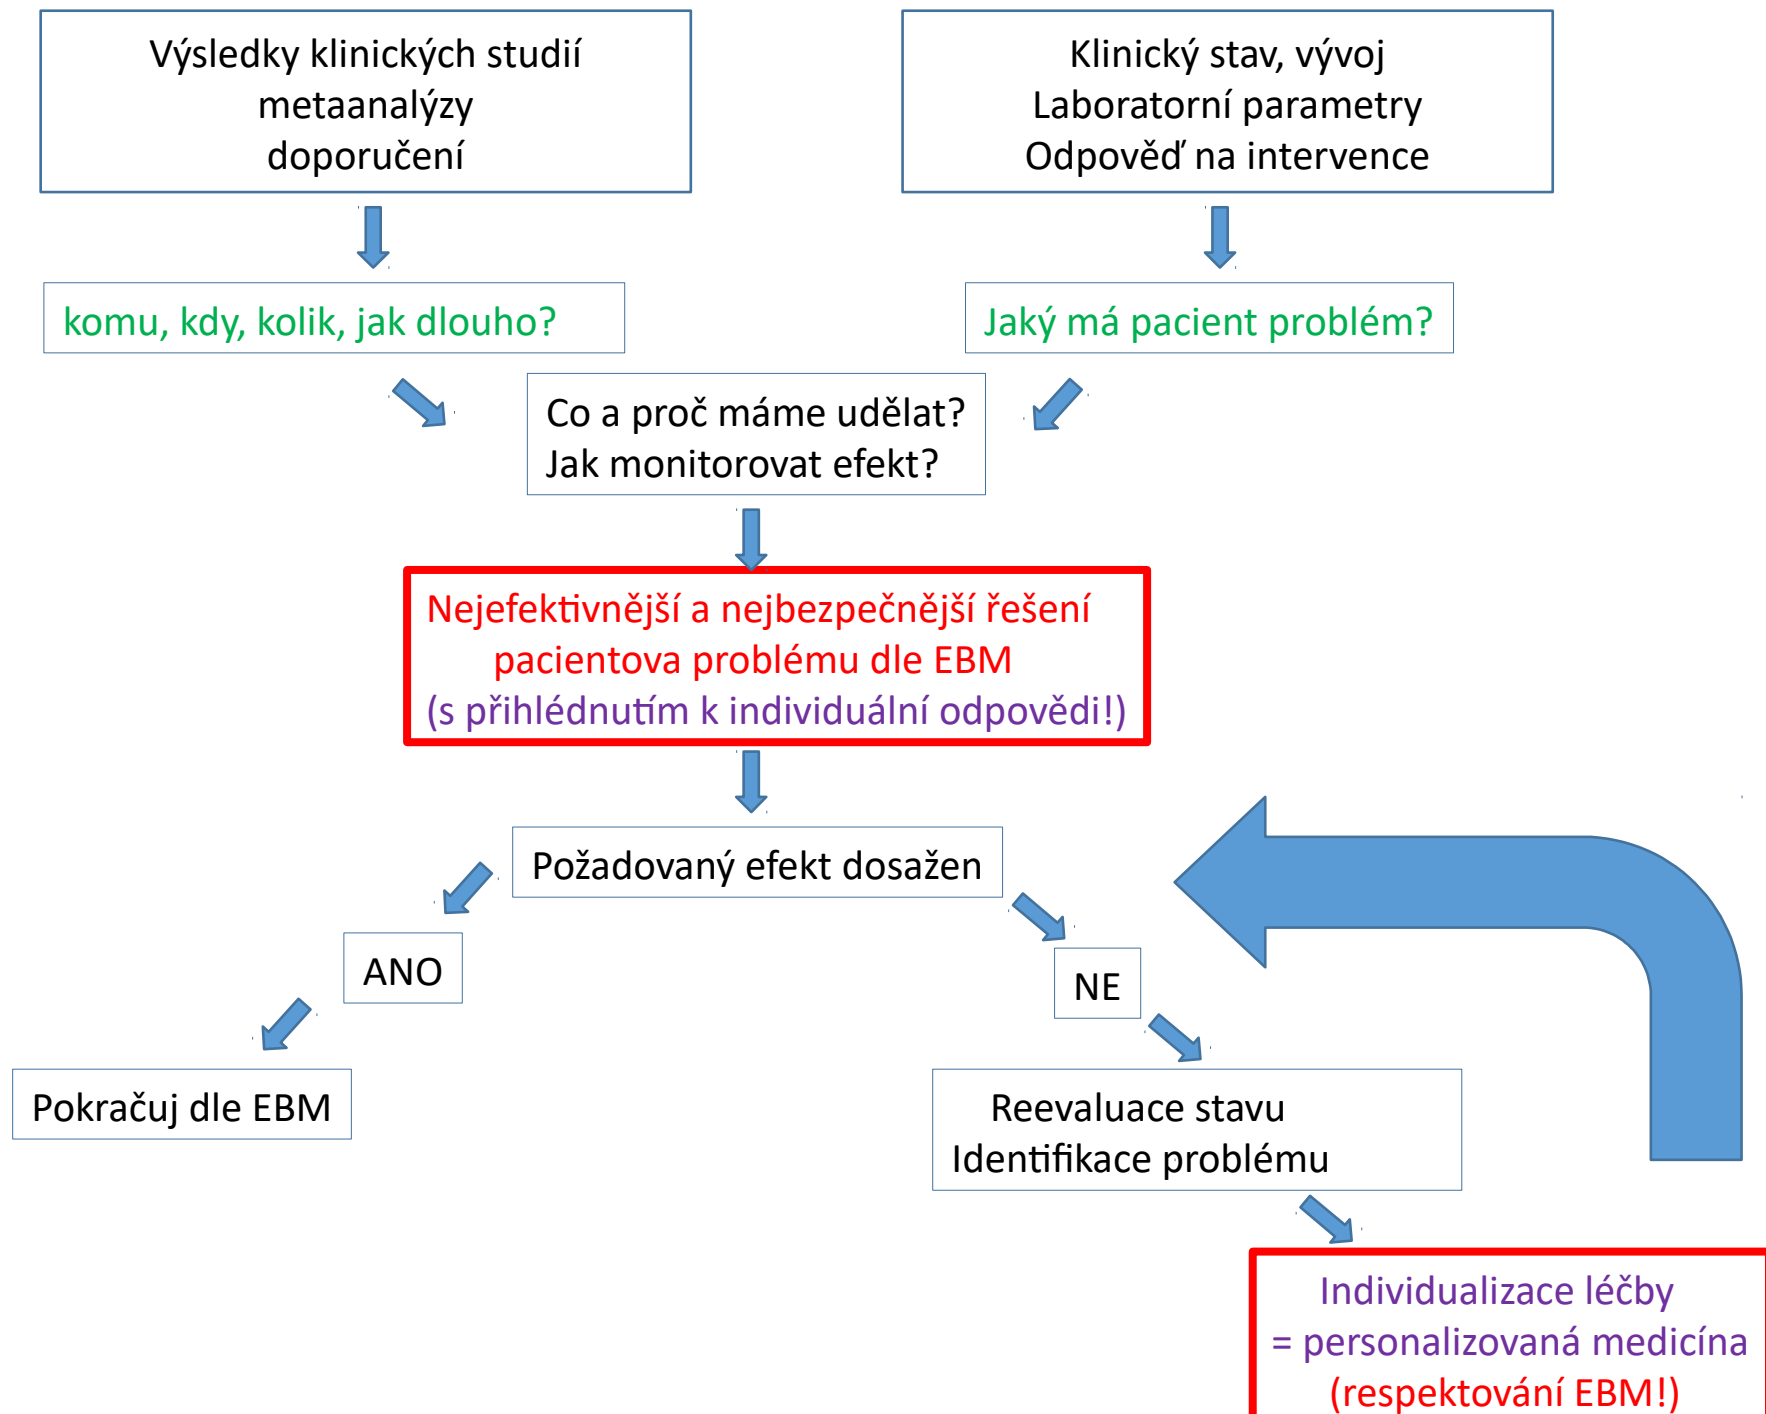 Výsledky klinických studií
metaanalýzy
doporučení
Klinický stav, vývoj
Laboratorní parametry
Odpověď na intervence
komu, kdy, kolik, jak dlouho?
Jaký má pacient problém?
Co a proč máme udělat?
Jak monitorovat efekt?
Nejefektivnější a nejbezpečnější řešení
pacientova problému dle EBM
(s přihlédnutím k individuální odpovědi!)
Požadovaný efekt dosažen
ANO
NE
Pokračuj dle EBM
Reevaluace stavu
Identifikace problému
Individualizace léčby
= personalizovaná medicína
(respektování EBM!)